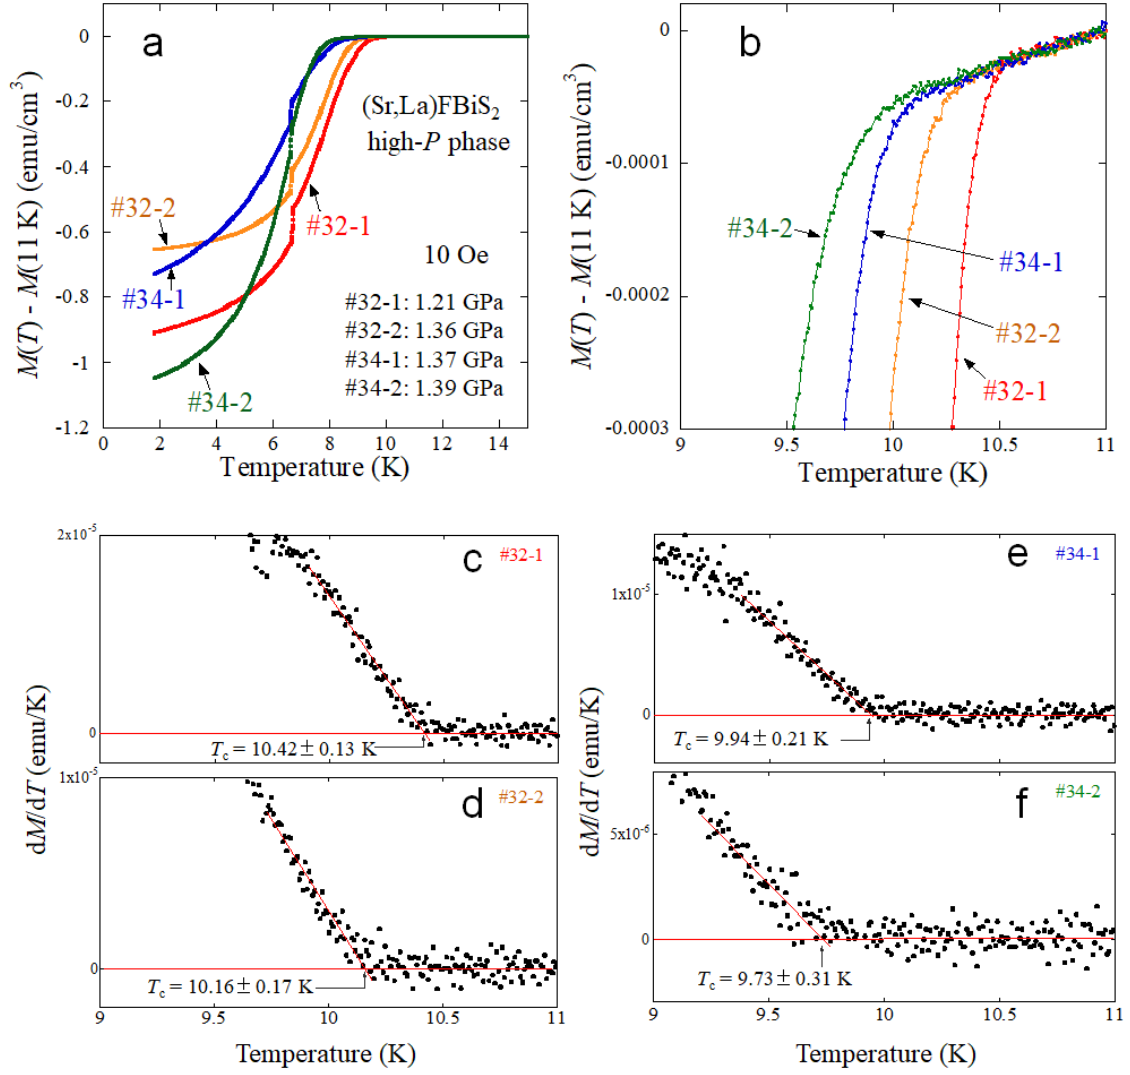 a
(Sr,La)FBiS2
high-P phase
#32-2
#32-1
#34-1
#34-2
10 Oe
#32-1: 1.21 GPa
#32-2: 1.36 GPa
#34-1: 1.37 GPa
#34-2: 1.39 GPa
0
-0.2
-0.4
-0.6
-0.8
-1
-1.2
M(T) - M(11 K) (emu/cm3)
0 2 4 6 8 10 12 14
Temperature (K)
b
#34-2
#34-1
#32-2
#32-1
0
-0.0001
-0.0002
-0.0003
M(T) - M(11 K) (emu/cm3)
9 9.5 10 10.5 11
Temperature (K)
2x10-5
c
#32-1
0
Tc = 10.42 ± 0.13 K
1x10-5
d
#32-2
0
Tc = 10.16 ± 0.17 K
dM/dT (emu/K)
9 9.5 10 10.5 11
Temperature (K)
e
#34-1
1x10-5
0
Tc = 9.94 ± 0.21 K
f
#34-2
5x10-6
0
Tc = 9.73 ± 0.31 K
dM/dT (emu/K)
9 9.5 10 10.5 11
Temperature (K)